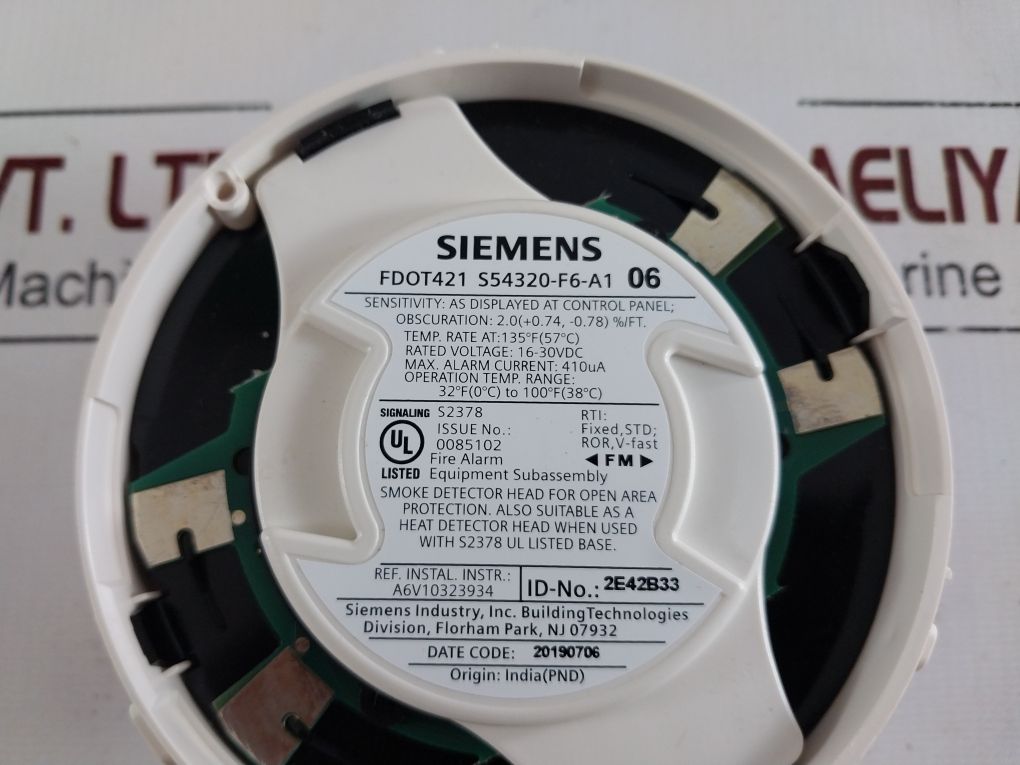 VT. LT
AELIYA
Mach
rine
SIEMENS
FDOT421 S54320-F6-A1 06
SENSITIVITY: AS DISPLAYED AT CONTROL PANEL;
OBSCURATION: 2.0(+0.74, -0.78) %/FT.
TEMP. RATE AT:135°F(57°C)
RATED VOLTAGE: 16-30VDC
MAX. ALARM CURRENT: 410uA
OPERATION TEMP. RANGE:
32°F(0°C) to 100°F(38°C)
SIGNALING
UL
LISTED
S2378
ISSUE No.:
0085102
Fire Alarm
Equipment Subassembly
RTI:
Fixed,STD;
ROR,V-fast
FM
SMOKE DETECTOR HEAD FOR OPEN AREA
PROTECTION. ALSO SUITABLE AS A
HEAT DETECTOR HEAD WHEN USED
WITH S2378 UL LISTED BASE.
REF. INSTAL. INSTR.:
A6V10323934
ID-No.: 2E42B33
Siemens Industry, Inc. BuildingTechnologies
Division, Florham Park, NJ 07932
DATE CODE: 20190706
Origin: India(PND)